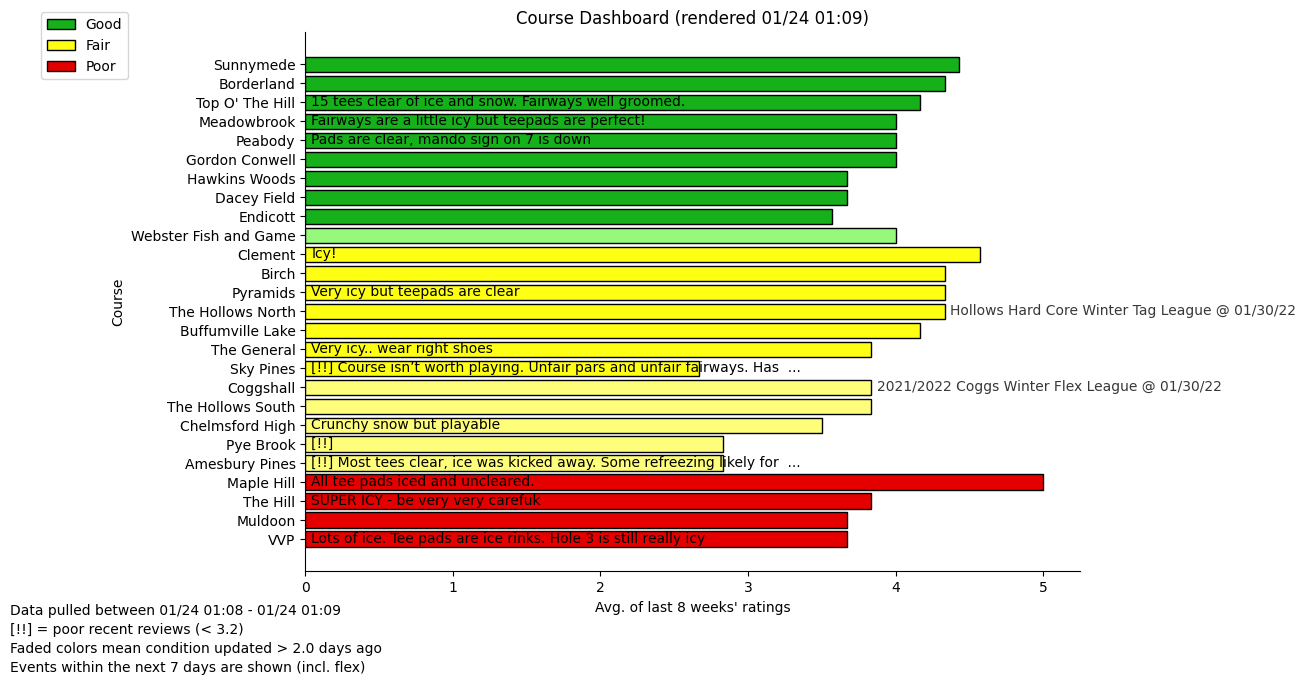 Course Dashboard (rendered 01/24 01:09)
Good
Fair
Poor
Course
Sunnymede
Borderland
Top O' The Hill 15 tees clear of ice and snow. Fairways well groomed.
Meadowbrook Fairways are a little icy but teepads are perfect!
Peabody Pads are clear, mando sign on 7 is down
Gordon Conwell
Hawkins Woods
Dacey Field
Endicott
Webster Fish and Game
Clement Icy!
Birch
Pyramids Very icy but teepads are clear
The Hollows North Hollows Hard Core Winter Tag League @ 01/30/22
Buffumville Lake
The General Very icy.. wear right shoes
Sky Pines [!!] Course isn’t worth playing. Unfair pars and unfair fairways. Has ...
Coggshall 2021/2022 Coggs Winter Flex League @ 01/30/22
The Hollows South
Chelmsford High Crunchy snow but playable
Pye Brook [!!]
Amesbury Pines [!!] Most tees clear, ice was kicked away. Some refreezing likely for ...
Maple Hill All tee pads iced and uncleared.
The Hill SUPER ICY - be very very carefuk
Muldoon
VVP Lots of ice. Tee pads are ice rinks. Hole 3 is still really icy
0 1 2 3 4 5
Avg. of last 8 weeks' ratings
Data pulled between 01/24 01:08 - 01/24 01:09
[!!] = poor recent reviews (< 3.2)
Faded colors mean condition updated > 2.0 days ago
Events within the next 7 days are shown (incl. flex)